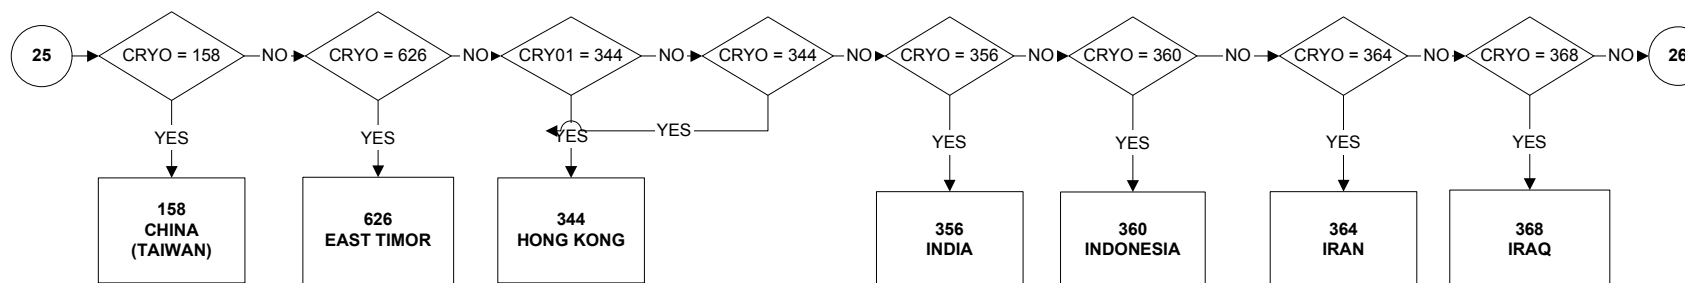 25
CRYO = 158
NO
CRYO = 626
NO
CRY01 = 344
NO
CRYO = 344
NO
CRYO = 356
NO
CRYO = 360
NO
CRYO = 364
NO
CRYO = 368
NO
26
YES
YES
YES
YES
YES
YES
YES
YES
158
CHINA
(TAIWAN)
626
EAST TIMOR
344
HONG KONG
356
INDIA
360
INDONESIA
364
IRAN
368
IRAQ